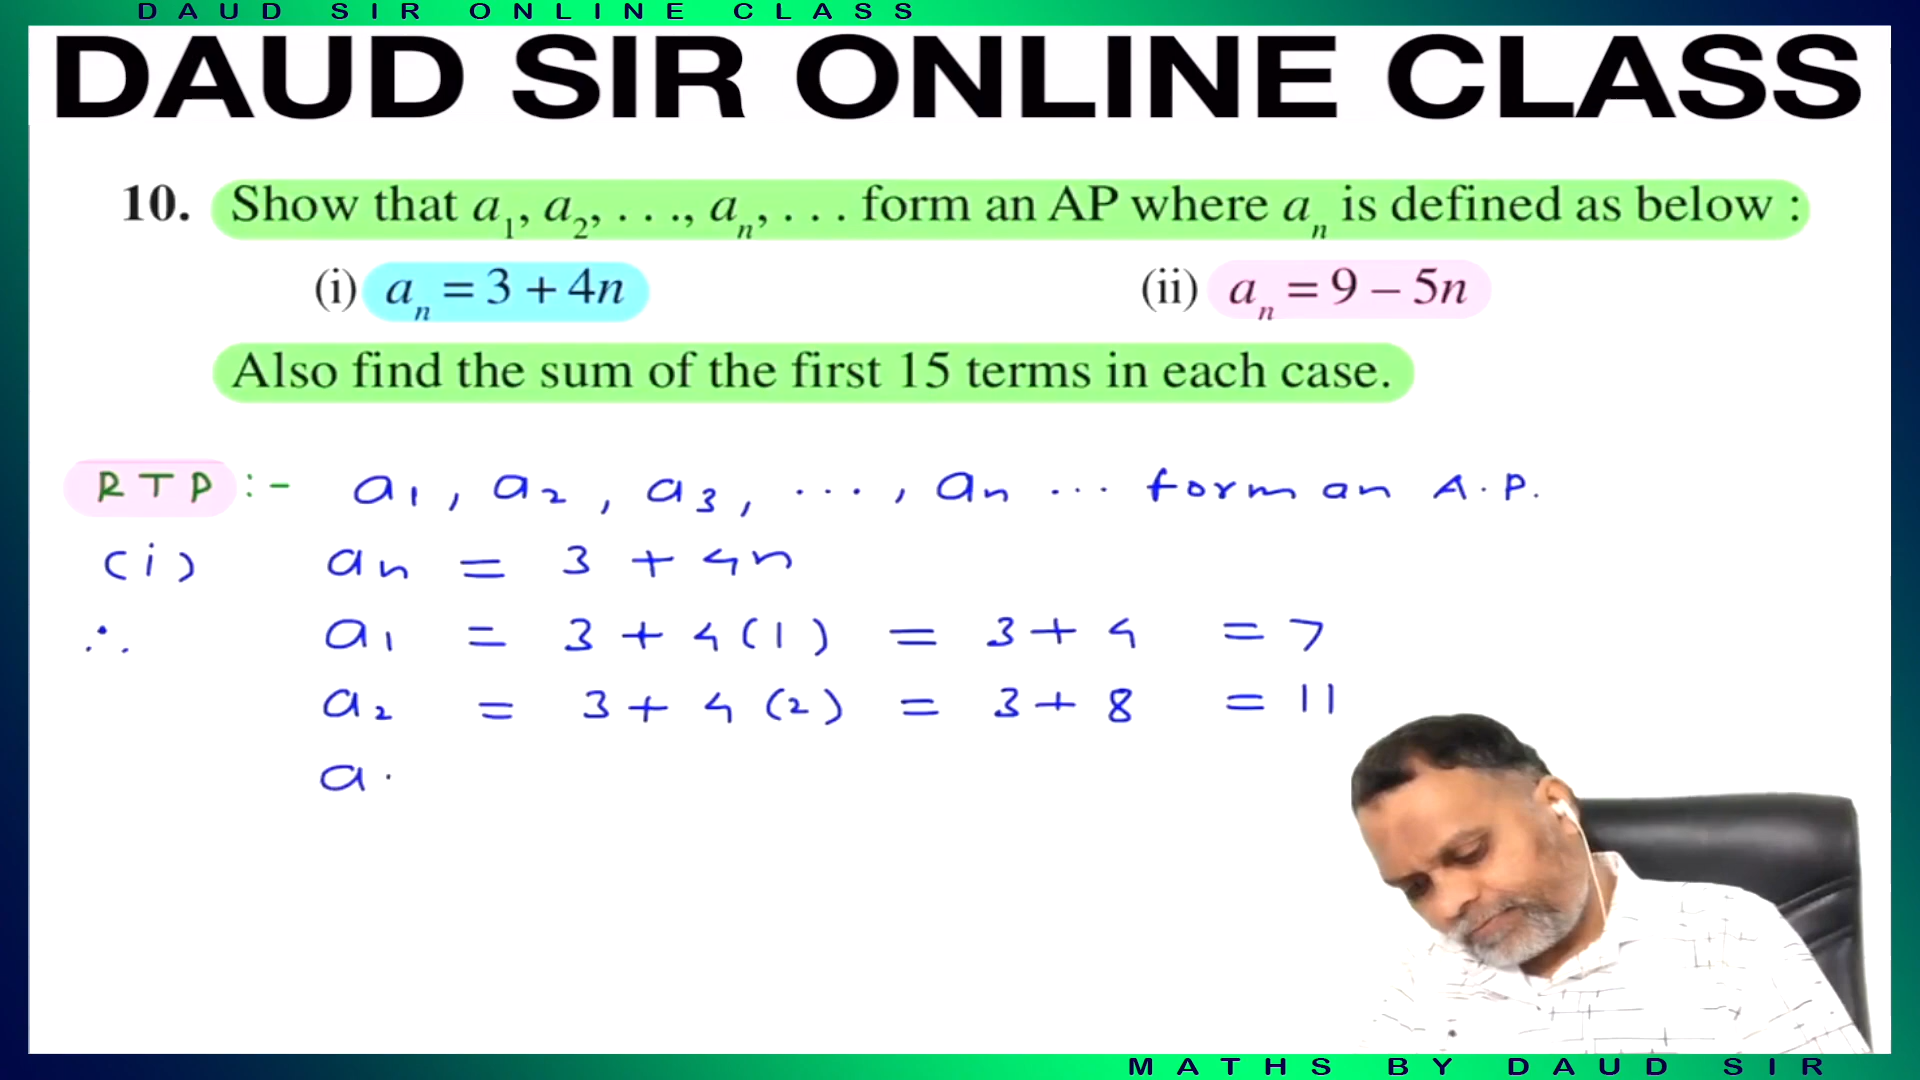 DAUD SIR ONLINE CLASS
DAUD SIR ONLINE CLASS
10. Show that a₁, a₂, . . ., aₙ, . . . form an AP where aₙ is defined as below :
(i) aₙ = 3 + 4n (ii) aₙ = 9 – 5n
Also find the sum of the first 15 terms in each case.
RTP :- a₁, a₂, a₃, ..., aₙ ... form an A.P.
(i) aₙ = 3 + 4n
∴ a₁ = 3 + 4(1) = 3 + 4 = 7
a₂ = 3 + 4(2) = 3 + 8 = 11
a
MATHS BY DAUD SIR